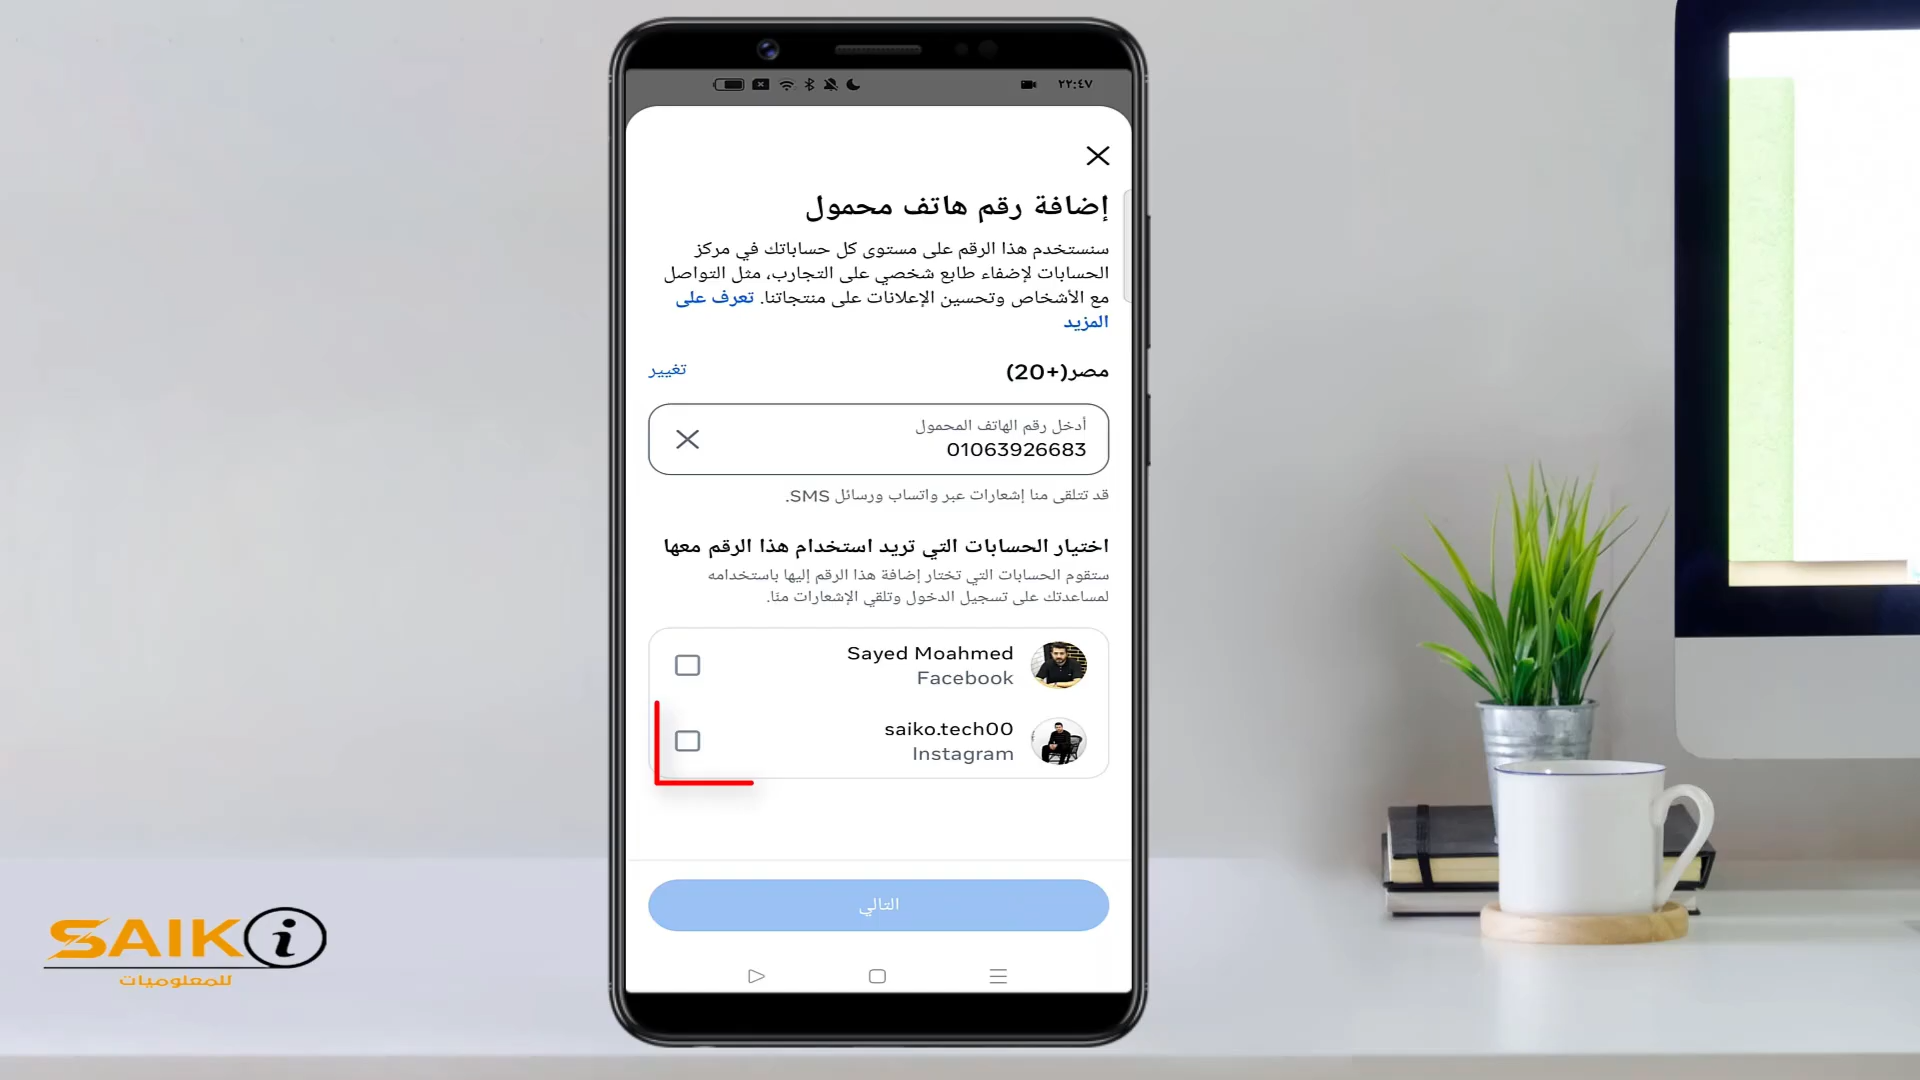 ٢٢:٤٧
إضافة رقم هاتف محمول
سنستخدم هذا الرقم على مستوى كل حساباتك في مركز
الحسابات لإضفاء طابع شخصي على التجارب، مثل التواصل
مع الأشخاص وتحسين الإعلانات على منتجاتنا. تعرف على
المزيد
مصر(+20)
تغيير
أدخل رقم الهاتف المحمول
01063926683
قد تتلقى منا إشعارات عبر واتساب ورسائل SMS.
اختيار الحسابات التي تريد استخدام هذا الرقم معها
ستقوم الحسابات التي تختار إضافة هذا الرقم إليها باستخدامه
لمساعدتك على تسجيل الدخول وتلقي الإشعارات منّا.
Sayed Moahmed
Facebook
saiko.tech00
Instagram
التالي
SAIKi
للمعلوميات